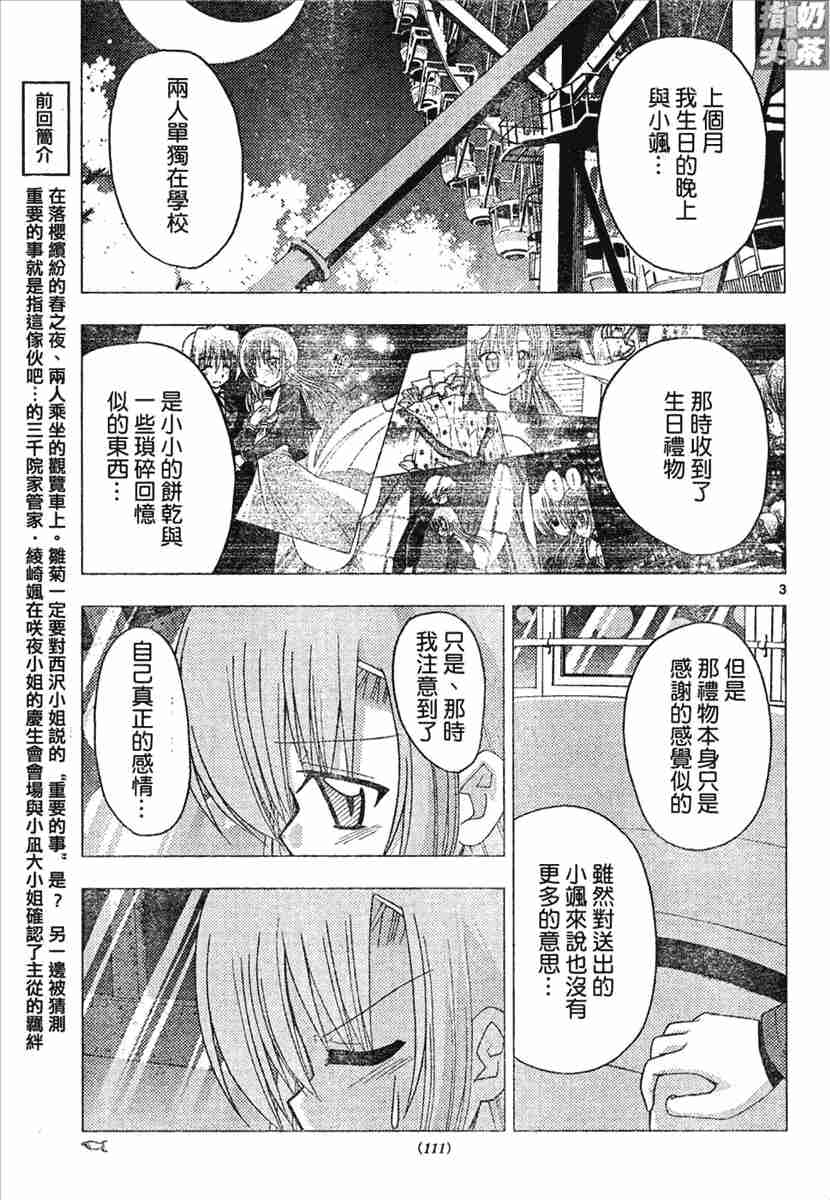 指尖
奶茶
前回簡介
在落櫻繽紛的春之夜、兩人乘坐的觀覽車上。雛菊一定要對西沢小姐説的〝重要的事〞是？ 另一邊被猜測
重要的事就是指這傢伙吧…的三千院家管家・綾崎颯在咲夜小姐的慶生會會場與小凪大小姐確認了主從的羈絆
上個月
我生日的晚上
與小颯…
兩人單獨在學校
那時收到了
生日禮物
是小小的餅乾與
一些瑣碎回憶
似的東西…
3
但是
那禮物本身只是
感謝的感覺似的
雖然對送出的
小颯來說也沒有
更多的意思…
只是、那時
我注意到了
自己真正的感情…
(111)